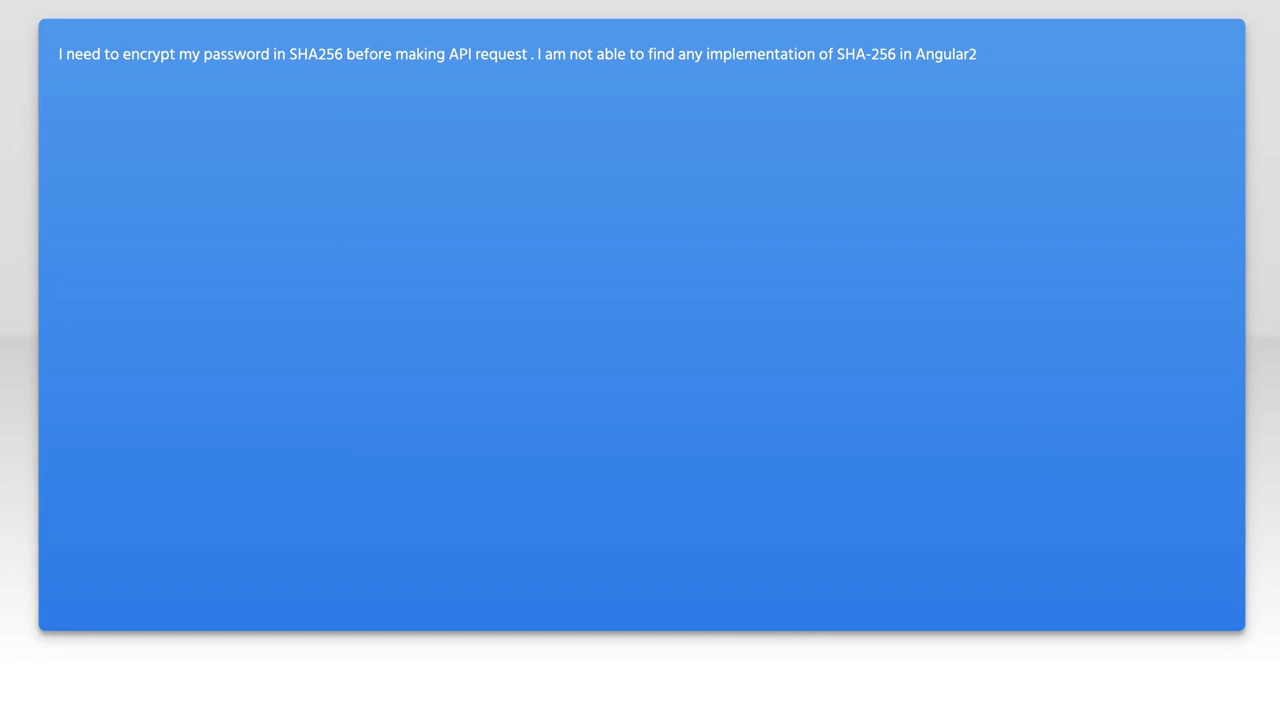 I need to encrypt my password in SHA256 before making API request . I am not able to find any implementation of SHA-256 in Angular2